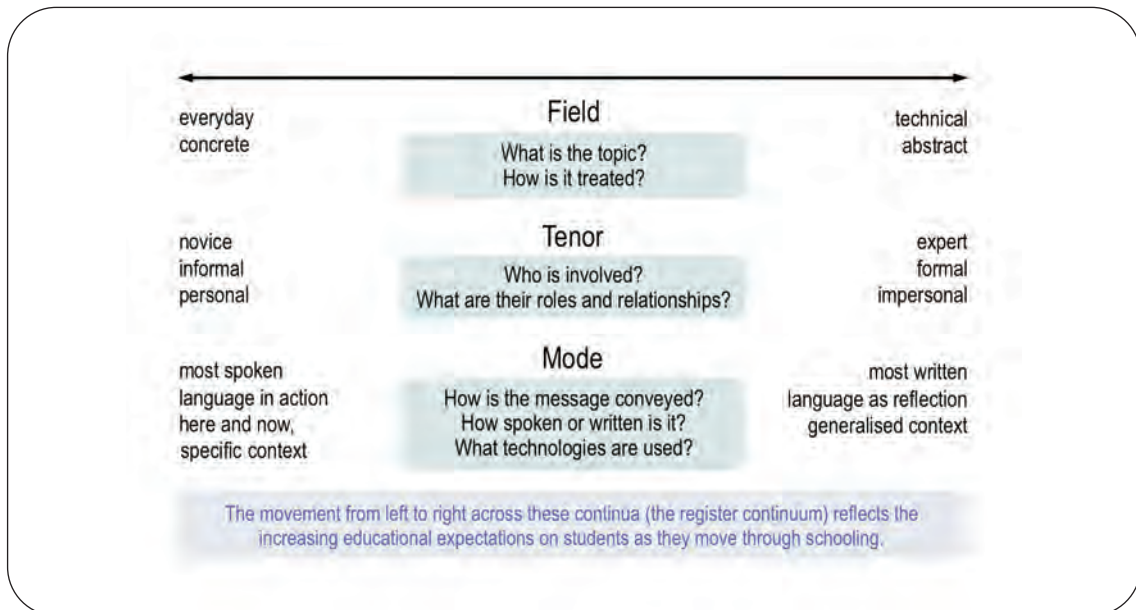 Field
everyday
concrete
What is the topic?
How is it treated?
technical
abstract
Tenor
novice
informal
personal
Who is involved?
What are their roles and relationships?
expert
formal
impersonal
Mode
most spoken
language in action
here and now,
specific context
How is the message conveyed?
How spoken or written is it?
What technologies are used?
most written
language as reflection
generalised context
The movement from left to right across these continua (the register continuum) reflects the
increasing educational expectations on students as they move through schooling.